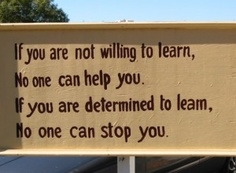 If you are not willing to learn,
No one can help you.
If you are determined to learn,
No one can stop you.